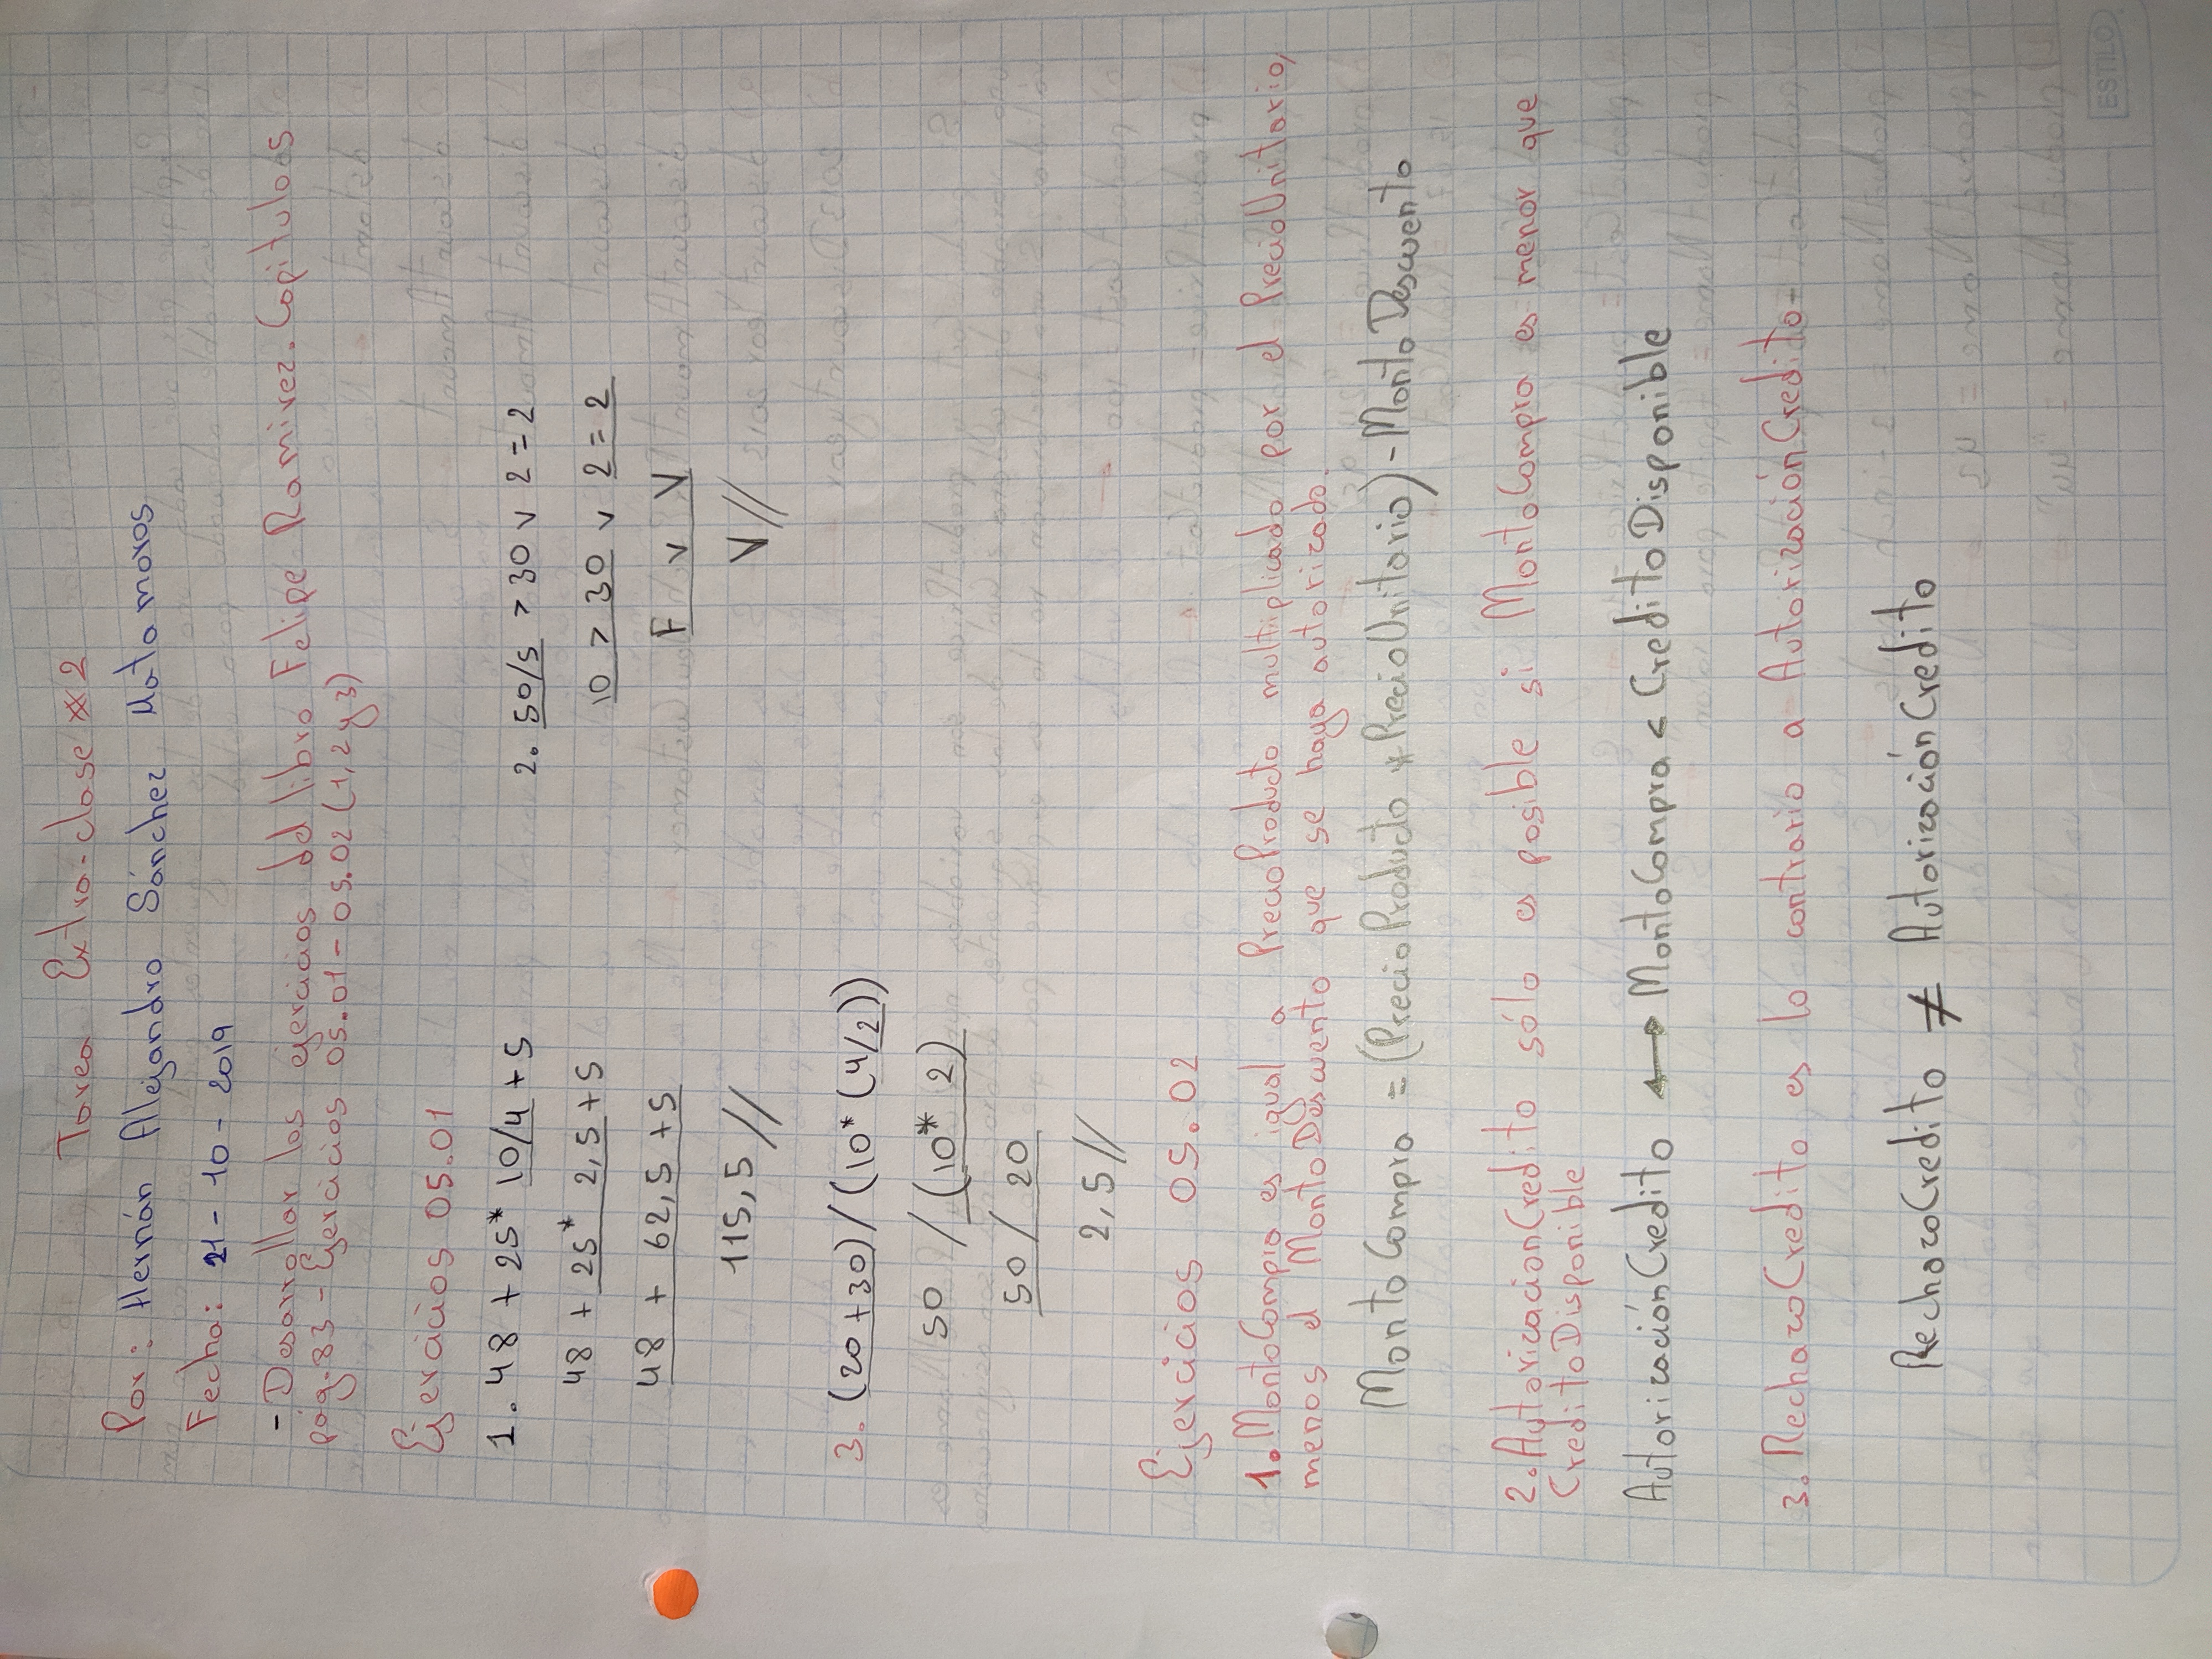 Tarea Extra-clase #2
Por: Hernán Alejandro Sánchez Matamoros
Fecha: 21-10-2019
-Desarrollar los ejercicios del libro Felipe Ramirez. Capitulo 5
pág.83 - Ejercicios 05.01 - 05.02 (1, 2 y 3)
Ejercicios 05.01
1. 48 + 25* 10/4 + 5
48 + 25* 2,5 + 5
48 + 62,5 + 5
115,5 //
2. 50/5 > 30 v 2 = 2
10 > 30 v 2 = 2
F v V
V //
3. (20+30)/(10* (4/2))
50 / (10* 2)
50 / 20
2,5 //
Ejercicios 05.02
1. MontoCompra es igual a PrecioProducto multiplicado por el PrecioUnitario,
menos el MontoDescuento que se haya autorizado.
MontoCompra = (PrecioProducto * PrecioUnitario) - MontoDescuento
2. AutorizacionCredito sólo es posible si MontoCompra es menor que
CreditoDisponible
AutorizaciónCredito ↔ MontoCompra < CreditoDisponible
3. RechazoCredito es lo contrario a AutorizaciónCredito.
RechazoCredito ≠ AutorizaciónCredito
ESTILO